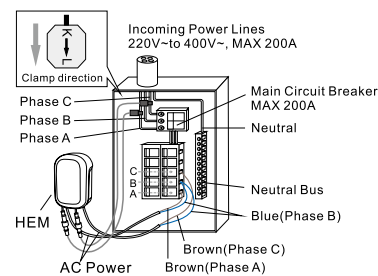 K
L
Clamp direction
Incoming Power Lines
220V~to 400V~, MAX 200A
Phase C
Phase B
Phase A
Main Circuit Breaker
MAX 200A
Neutral
C
B
A
Neutral Bus
HEM
Blue(Phase B)
Brown(Phase C)
AC Power
Brown(Phase A)